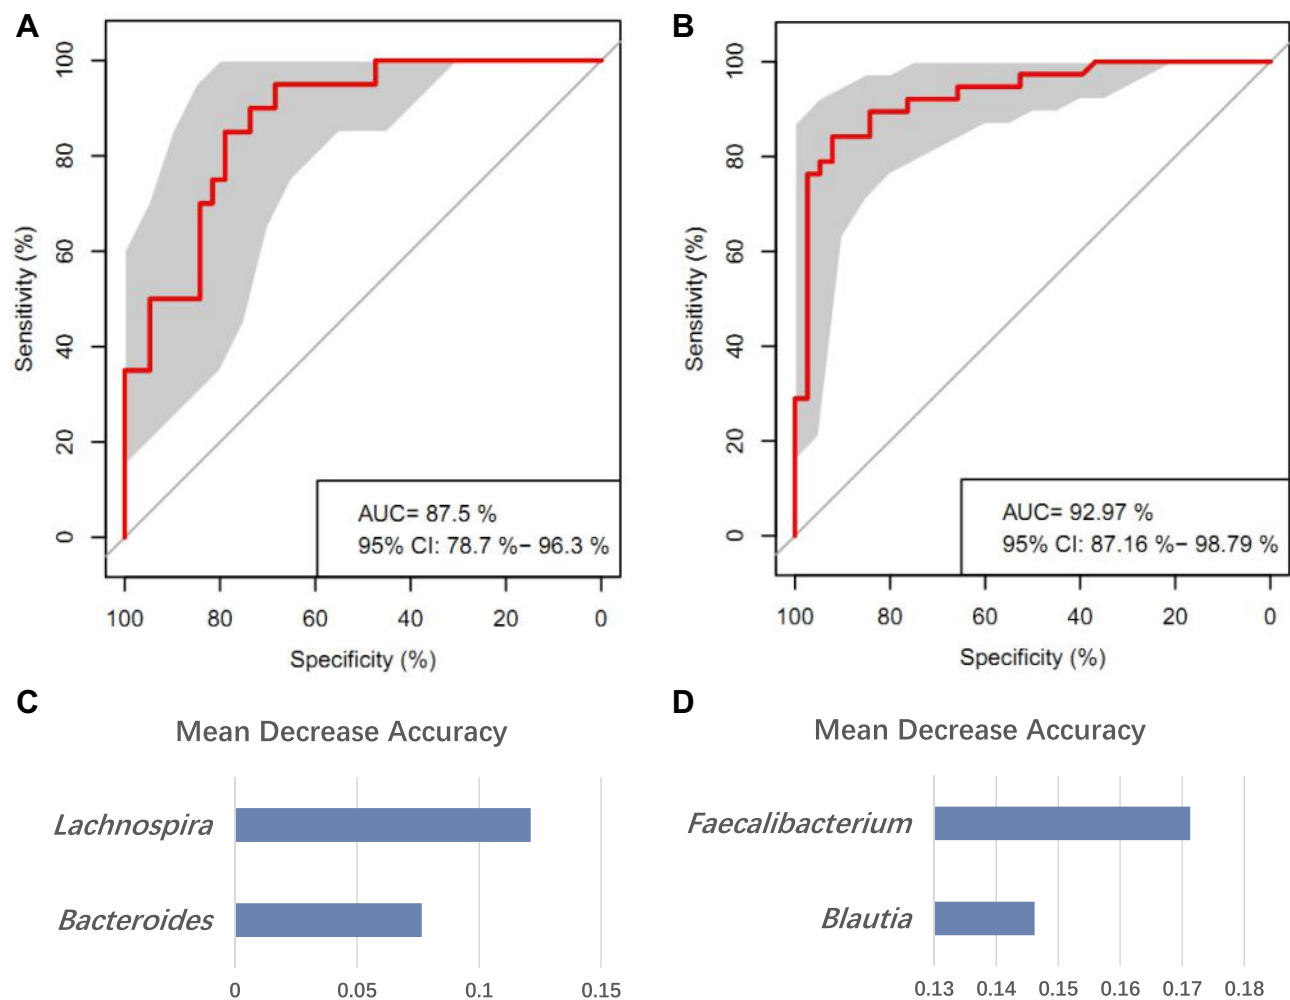 A
100
80
60
40
20
0
Sensitivity (%)
AUC= 87.5 %
95% CI: 78.7 %− 96.3 %
100 80 60 40 20 0
Specificity (%)
B
100
80
60
40
20
0
Sensitivity (%)
AUC= 92.97 %
95% CI: 87.16 %− 98.79 %
100 80 60 40 20 0
Specificity (%)
C
Mean Decrease Accuracy
Lachnospira
Bacteroides
0 0.05 0.1 0.15
D
Mean Decrease Accuracy
Faecalibacterium
Blautia
0.13 0.14 0.15 0.16 0.17 0.18